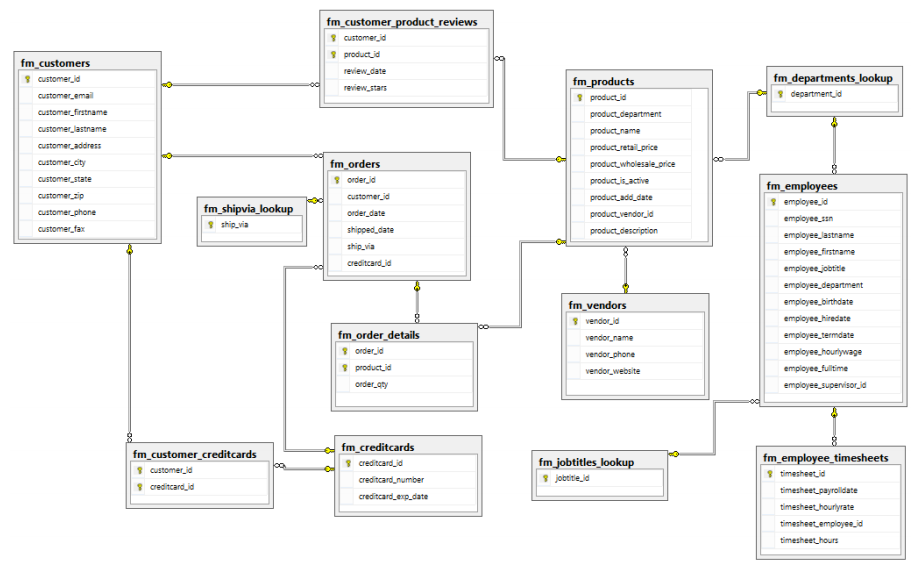 fm_customer_product_reviews
customer_id
product_id
review_date
review_stars
fm_customers
customer_id
customer_email
customer_firstname
customer_lastname
customer_address
customer_city
customer_state
customer_zip
customer_phone
customer_fax
fm_products
product_id
product_department
product_name
product_retail_price
product_wholesale_price
product_is_active
product_add_date
product_vendor_id
product_description
fm_departments_lookup
department_id
fm_orders
order_id
customer_id
order_date
shipped_date
ship_via
creditcard_id
fm_shipvia_lookup
ship_via
fm_employees
employee_id
employee_ssn
employee_lastname
employee_firstname
employee_jobtitle
employee_department
employee_birthdate
employee_hiredate
employee_termdate
employee_hourlywage
employee_fulltime
employee_supervisor_id
fm_vendors
vendor_id
vendor_name
vendor_phone
vendor_website
fm_order_details
order_id
product_id
order_qty
fm_customer_creditcards
customer_id
creditcard_id
fm_creditcards
creditcard_id
creditcard_number
creditcard_exp_date
fm_jobtitles_lookup
jobtitle_id
fm_employee_timesheets
timesheet_id
timesheet_payrolldate
timesheet_hourlyrate
timesheet_employee_id
timesheet_hours